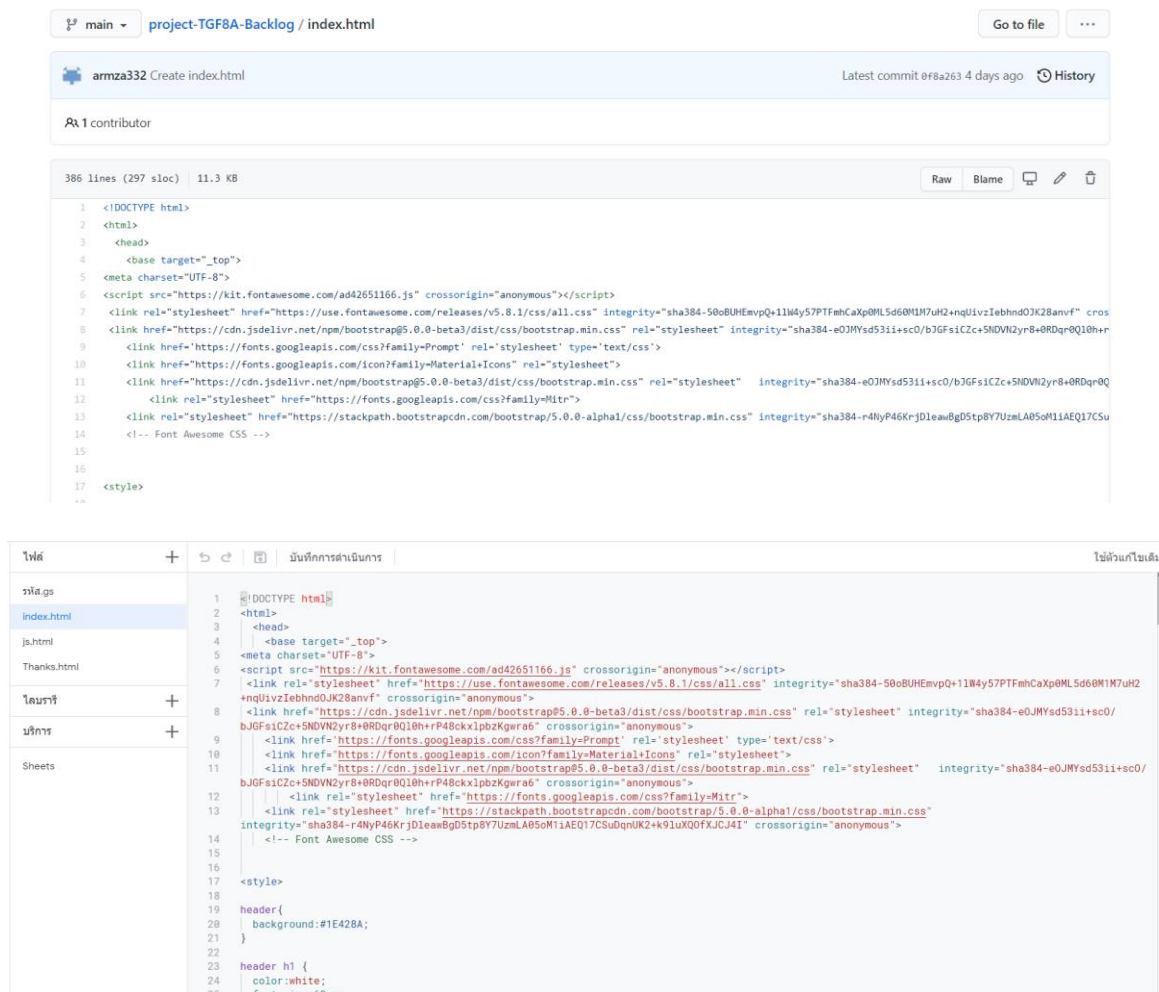 main project-TGF8A-Backlog / index.html Go to file ...
armza332 Create index.html Latest commit 0f8a263 4 days ago History
1 contributor
386 lines (297 sloc) 11.3 KB Raw Blame
1 <!DOCTYPE html>
2 <html>
3 <head>
4 <base target="_top">
5 <meta charset="UTF-8">
6 <script src="https://kit.fontawesome.com/ad42651166.js" crossorigin="anonymous"></script>
7 <link rel="stylesheet" href="https://use.fontawesome.com/releases/v5.8.1/css/all.css" integrity="sha384-50oBUHEmvpQ+1lW4y57PTFmhCaXp0ML5d60M1M7uH2+nqUivzIebhndOJK28anvf" cros
8 <link href="https://cdn.jsdelivr.net/npm/bootstrap@5.0.0-beta3/dist/css/bootstrap.min.css" rel="stylesheet" integrity="sha384-eOJMYsd53ii+scO/bJGFsiCZc+5NDVN2yr8+0RDqr0Ql0h+r
9 <link href='https://fonts.googleapis.com/css?family=Prompt' rel='stylesheet' type='text/css'>
10 <link href="https://fonts.googleapis.com/icon?family=Material+Icons" rel="stylesheet">
11 <link href="https://cdn.jsdelivr.net/npm/bootstrap@5.0.0-beta3/dist/css/bootstrap.min.css" rel="stylesheet" integrity="sha384-eOJMYsd53ii+scO/bJGFsiCZc+5NDVN2yr8+0RDqr0Q
12 <link rel="stylesheet" href="https://fonts.googleapis.com/css?family=Mitr">
13 <link rel="stylesheet" href="https://stackpath.bootstrapcdn.com/bootstrap/5.0.0-alpha1/css/bootstrap.min.css" integrity="sha384-r4NyP46KrjDleawBgD5tp8Y7UzmLA05oM1iAEQ17CSu
14 <!-- Font Awesome CSS -->
15
16
17 <style>
ไฟล์
บันทึกการดำเนินการ
ใช้ตัวแก้ไขเดิม
รหัส.gs
index.html
js.html
Thanks.html
ไลบรารี
บริการ
Sheets
1 <!DOCTYPE html>
2 <html>
3 <head>
4 <base target="_top">
5 <meta charset="UTF-8">
6 <script src="https://kit.fontawesome.com/ad42651166.js" crossorigin="anonymous"></script>
7 <link rel="stylesheet" href="https://use.fontawesome.com/releases/v5.8.1/css/all.css" integrity="sha384-50oBUHEmvpQ+1lW4y57PTFmhCaXp0ML5d60M1M7uH2
+nqUivzIebhndOJK28anvf" crossorigin="anonymous">
8 <link href="https://cdn.jsdelivr.net/npm/bootstrap@5.0.0-beta3/dist/css/bootstrap.min.css" rel="stylesheet" integrity="sha384-eOJMYsd53ii+scO/
bJGFsiCZc+5NDVN2yr8+0RDqr0Ql0h+rP48ckxlpbzKgwra6" crossorigin="anonymous">
9 <link href='https://fonts.googleapis.com/css?family=Prompt' rel='stylesheet' type='text/css'>
10 <link href="https://fonts.googleapis.com/icon?family=Material+Icons" rel="stylesheet">
11 <link href="https://cdn.jsdelivr.net/npm/bootstrap@5.0.0-beta3/dist/css/bootstrap.min.css" rel="stylesheet" integrity="sha384-eOJMYsd53ii+scO/
bJGFsiCZc+5NDVN2yr8+0RDqr0Ql0h+rP48ckxlpbzKgwra6" crossorigin="anonymous">
12 <link rel="stylesheet" href="https://fonts.googleapis.com/css?family=Mitr">
13 <link rel="stylesheet" href="https://stackpath.bootstrapcdn.com/bootstrap/5.0.0-alpha1/css/bootstrap.min.css"
integrity="sha384-r4NyP46KrjDleawBgD5tp8Y7UzmLA05oM1iAEQ17CSuDqnUK2+k9luXQOfXJCJ4I" crossorigin="anonymous">
14 <!-- Font Awesome CSS -->
15
16
17 <style>
18
19 header{
20 background:#1E428A;
21 }
22
23 header h1 {
24 color:white;